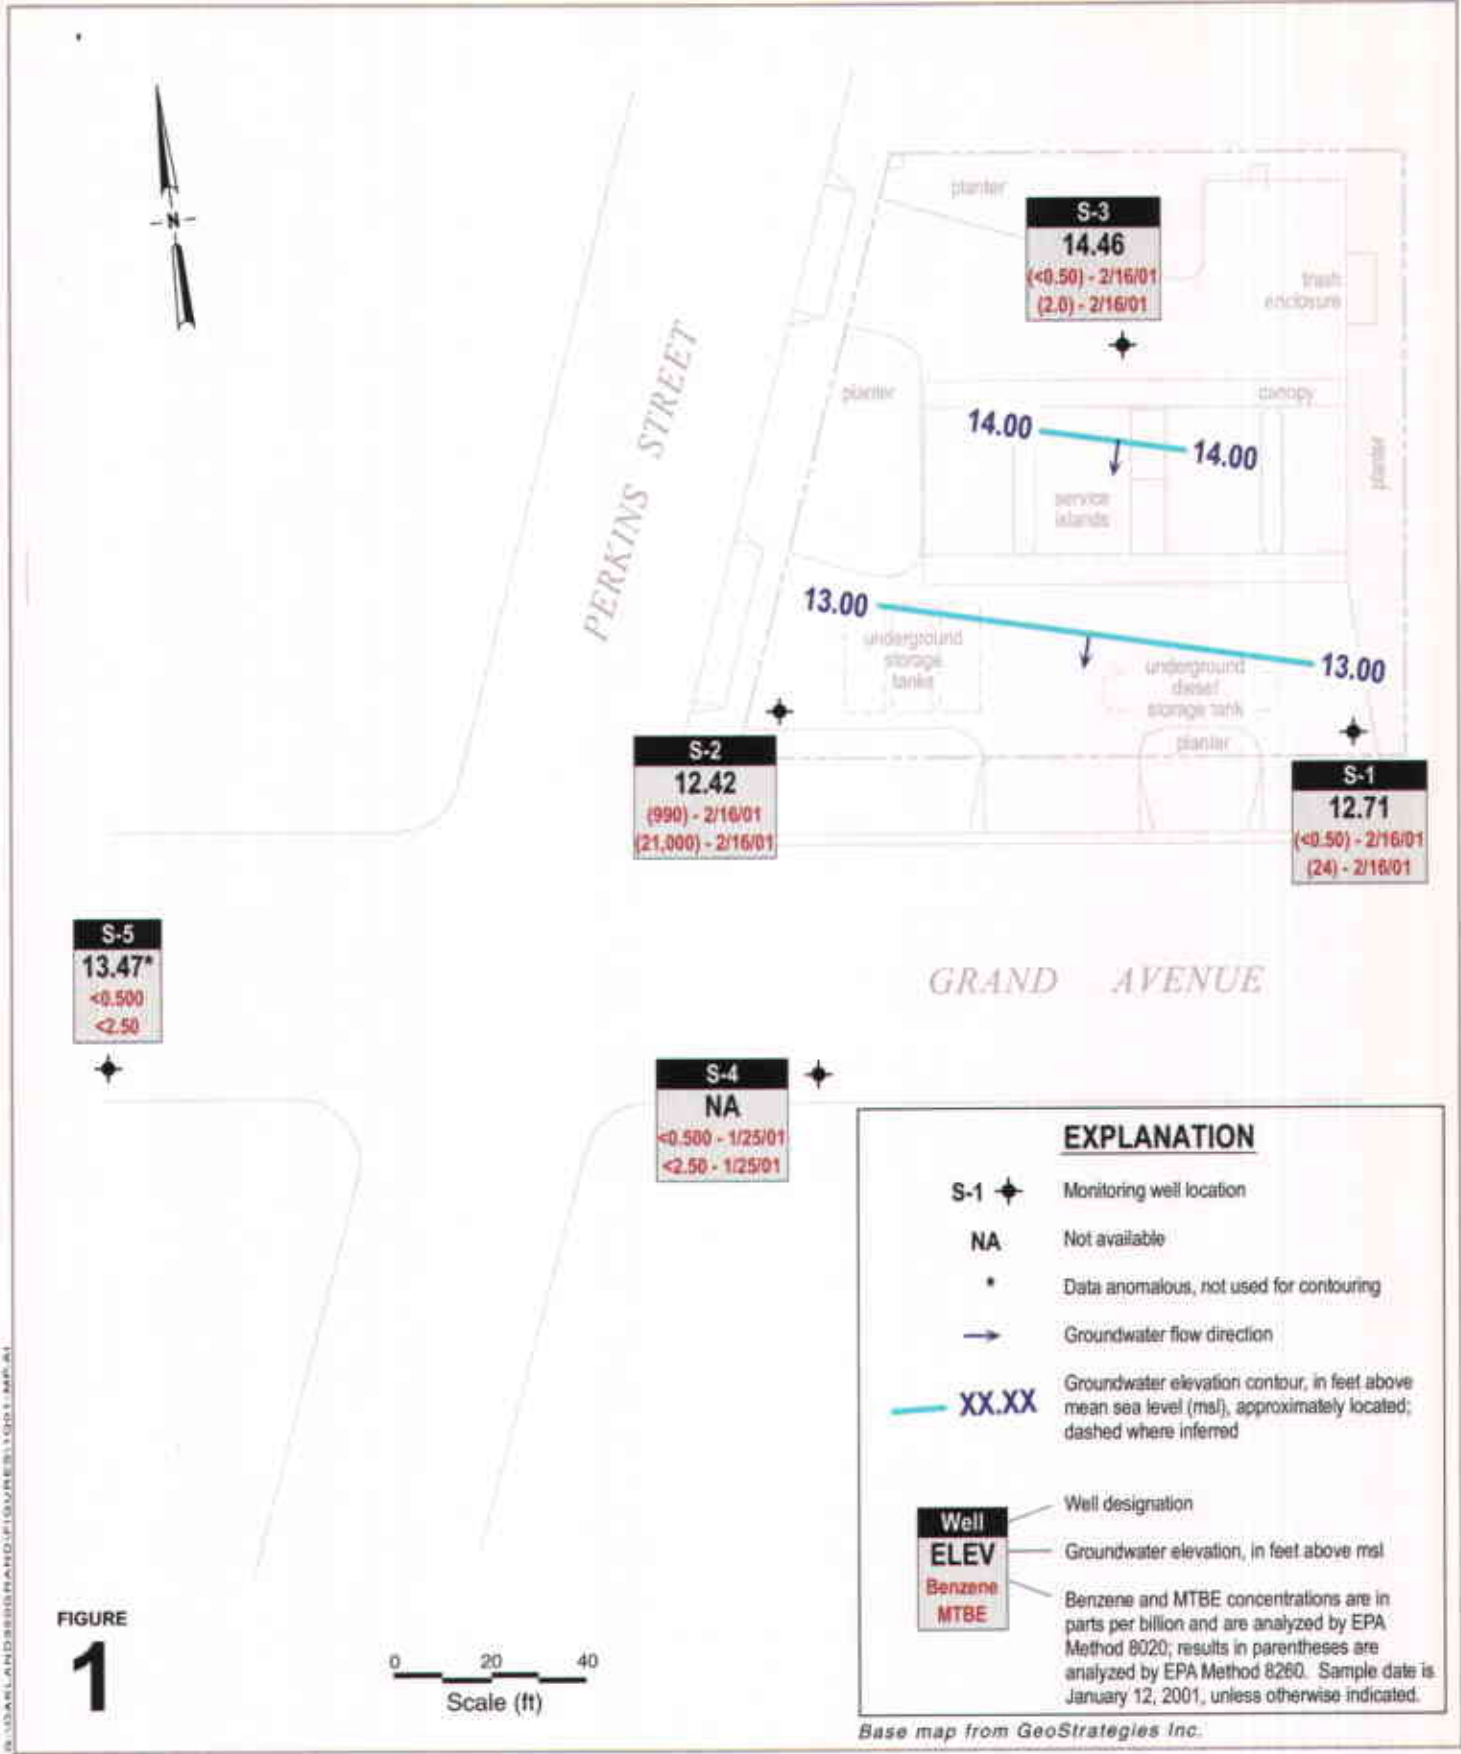 N
planter
S-3
14.46
(<0.50) - 2/16/01
(2.0) - 2/16/01
trash
enclosure
PERKINS STREET
planter
canopy
14.00
14.00
planter
service
islands
13.00
underground
storage
tanks
13.00
underground
diesel
storage tank
planter
S-2
12.42
(990) - 2/16/01
(21,000) - 2/16/01
S-1
12.71
(<0.50) - 2/16/01
(24) - 2/16/01
S-5
13.47*
<0.500
<2.50
GRAND AVENUE
S-4
NA
<0.500 - 1/25/01
<2.50 - 1/25/01
EXPLANATION
S-1 Monitoring well location
NA Not available
* Data anomalous, not used for contouring
Groundwater flow direction
XX.XX Groundwater elevation contour, in feet above
mean sea level (msl), approximately located;
dashed where inferred
Well designation
Well
ELEV
Groundwater elevation, in feet above msl
Benzene
MTBE
Benzene and MTBE concentrations are in
parts per billion and are analyzed by EPA
Method 8020; results in parentheses are
analyzed by EPA Method 8260. Sample date is
January 12, 2001, unless otherwise indicated.
FIGURE
1
0 20 40
Scale (ft)
Base map from GeoStrategies Inc.